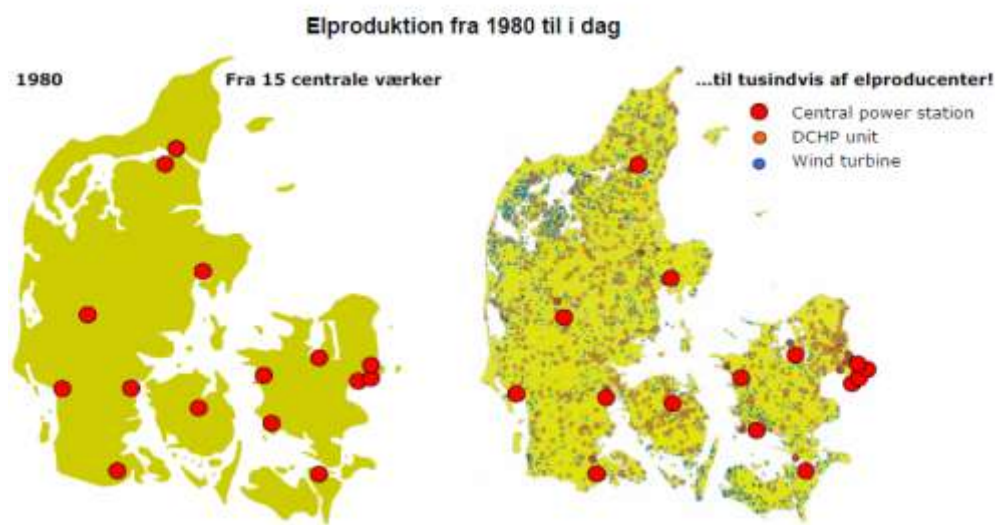 Elproduktion fra 1980 til i dag
1980
Fra 15 centrale værker
...til tusindvis af elproducenter!
Central power station
DCHP unit
Wind turbine